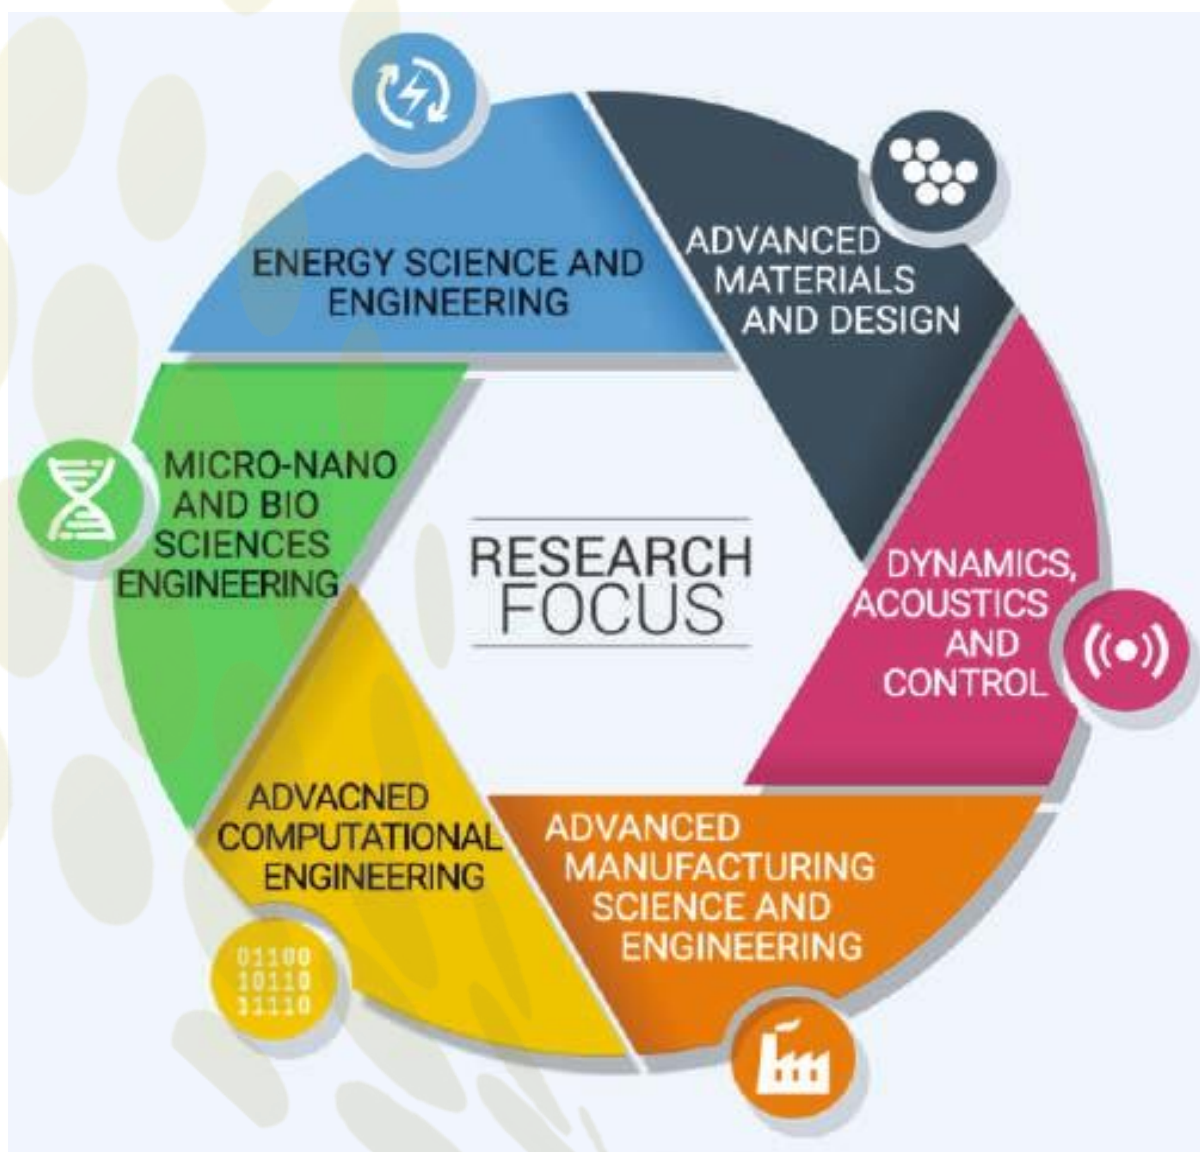 ENERGY SCIENCE AND
ENGINEERING
ADVANCED
MATERIALS
AND DESIGN
DYNAMICS,
ACOUSTICS
AND
CONTROL
ADVANCED
MANUFACTURING
SCIENCE AND
ENGINEERING
ADVACNED
COMPUTATIONAL
ENGINEERING
01100
10110
11110
MICRO-NANO
AND BIO
SCIENCES
ENGINEERING
RESEARCH
FOCUS